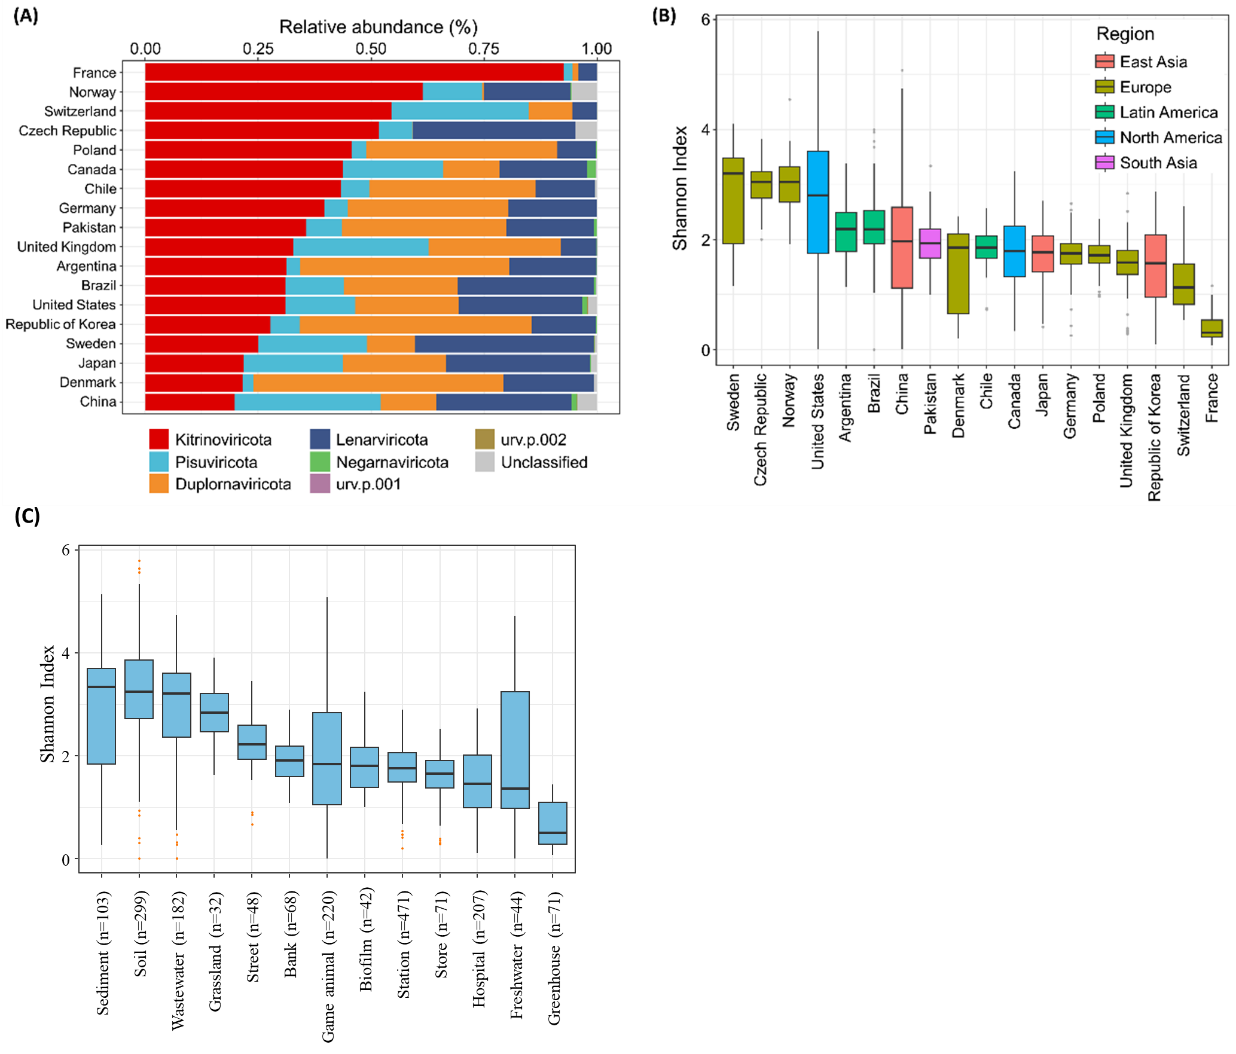 (A)
Relative abundance (%)
0.00 0.25 0.50 0.75 1.00
France
Norway
Switzerland
Czech Republic
Poland
Canada
Chile
Germany
Pakistan
United Kingdom
Argentina
Brazil
United States
Republic of Korea
Sweden
Japan
Denmark
China
Kitrinoviricota Lenarviricota urv.p.002
Pisuviricota Negarnaviricota Unclassified
Duplornaviricota urv.p.001
(B)
Shannon Index
6
4
2
0
Region
East Asia
Europe
Latin America
North America
South Asia
Sweden
Czech Republic
Norway
United States
Argentina
Brazil
China
Pakistan
Denmark
Chile
Canada
Japan
Germany
Poland
United Kingdom
Republic of Korea
Switzerland
France
(C)
Shannon Index
6
4
2
0
Sediment (n=103)
Soil (n=299)
Wastewater (n=182)
Grassland (n=32)
Street (n=48)
Bank (n=68)
Game animal (n=220)
Biofilm (n=42)
Station (n=471)
Store (n=71)
Hospital (n=207)
Freshwater (n=44)
Greenhouse (n=71)